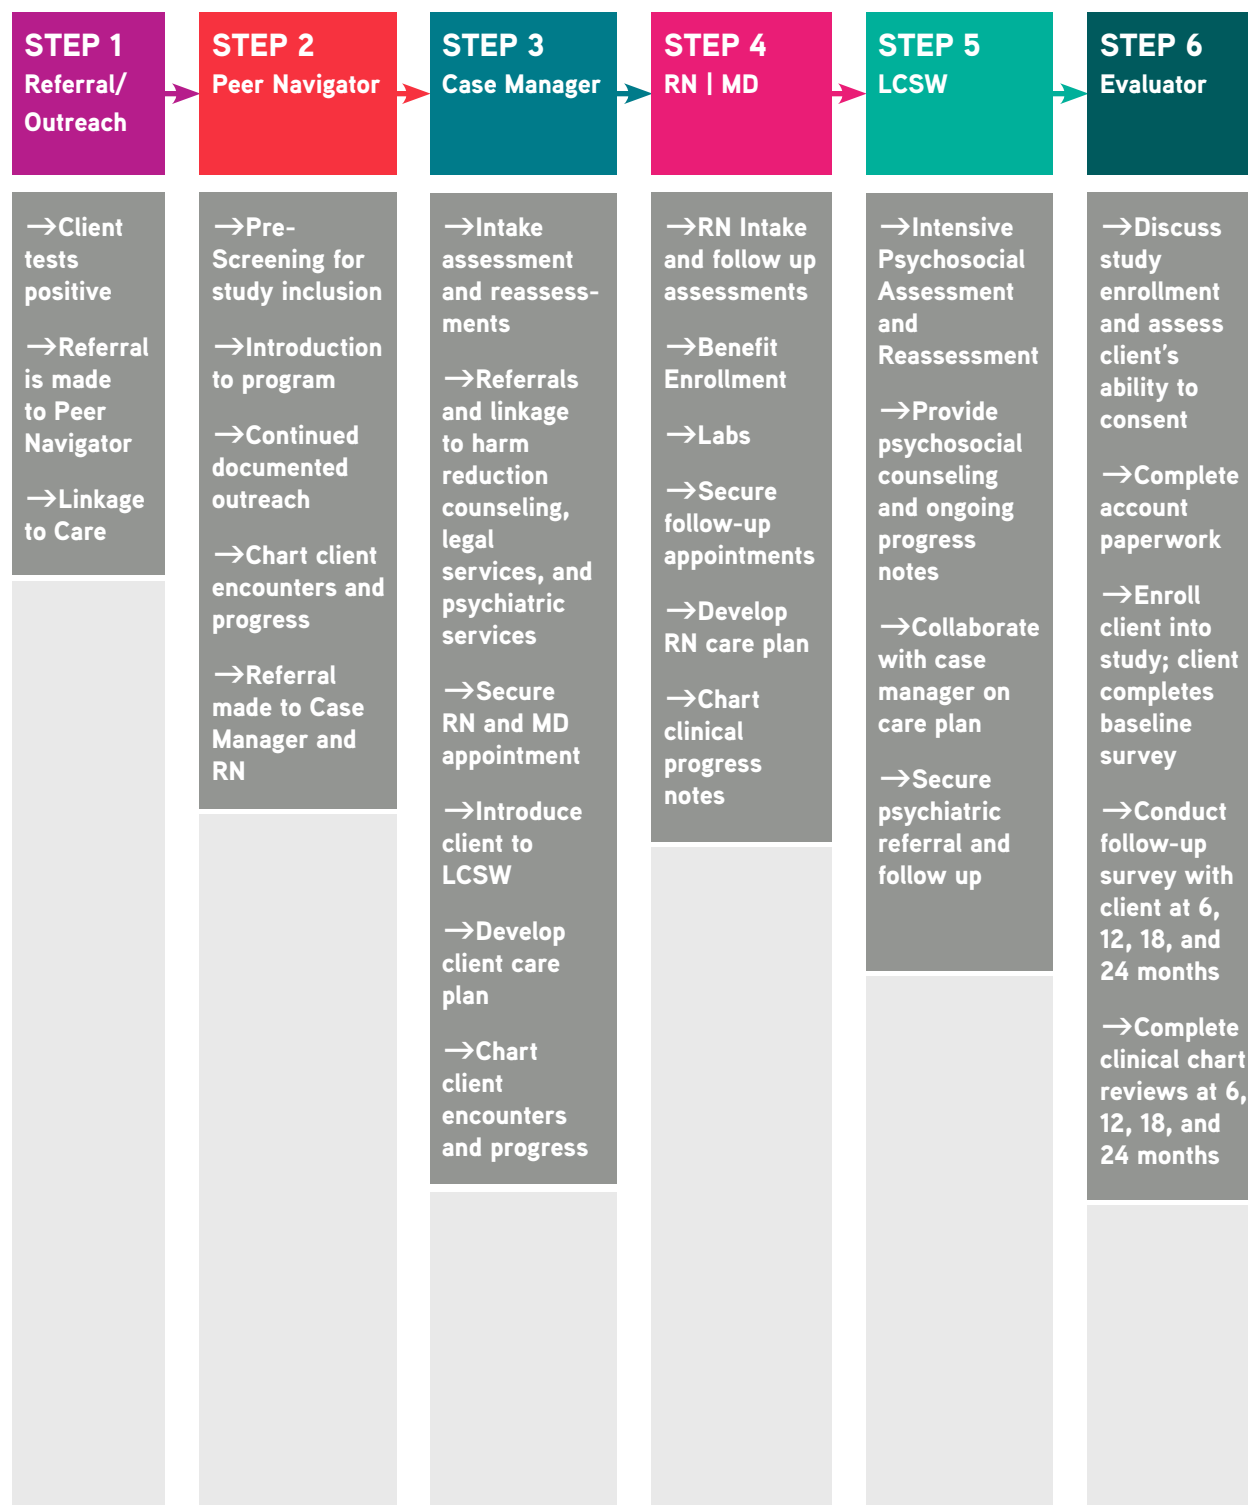 STEP 1
Referral/
Outreach
STEP 2
Peer Navigator
STEP 3
Case Manager
STEP 4
RN | MD
STEP 5
LCSW
STEP 6
Evaluator
→Client
tests
positive
→Referral
is made
to Peer
Navigator
→Linkage
to Care
→Pre-
Screening for
study inclusion
→Introduction
to program
→Continued
documented
outreach
→Chart client
encounters and
progress
→Referral
made to Case
Manager and
RN
→Intake
assessment
and reassess-
ments
→Referrals
and linkage
to harm
reduction
counseling,
legal
services, and
psychiatric
services
→Secure
RN and MD
appointment
→Introduce
client to
LCSW
→Develop
client care
plan
→Chart
client
encounters
and progress
→RN Intake
and follow up
assessments
→Benefit
Enrollment
→Labs
→Secure
follow-up
appointments
→Develop
RN care plan
→Chart
clinical
progress
notes
→Intensive
Psychosocial
Assessment
and
Reassessment
→Provide
psychosocial
counseling
and ongoing
progress
notes
→Collaborate
with case
manager on
care plan
→Secure
psychiatric
referral and
follow up
→Discuss
study
enrollment
and assess
client's
ability to
consent
→Complete
account
paperwork
→Enroll
client into
study; client
completes
baseline
survey
→Conduct
follow-up
survey with
client at 6,
12, 18, and
24 months
→Complete
clinical chart
reviews at 6,
12, 18, and
24 months